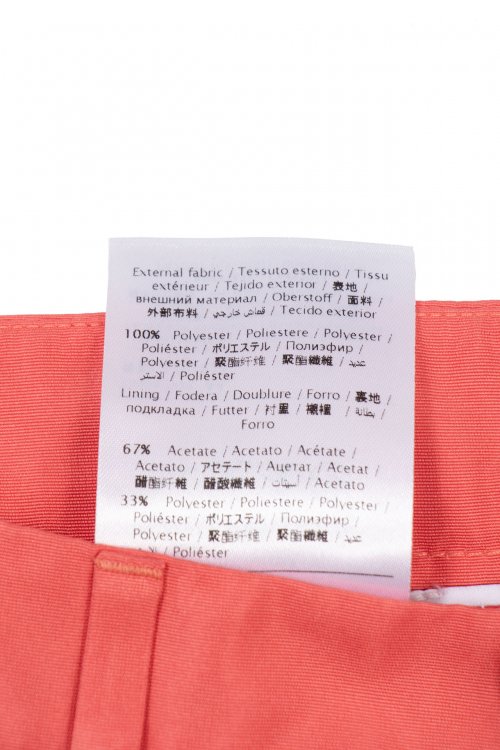 External fabric / Tessuto esterno / Tissu
extérieur / Tejido exterior / 表地 /
внешний материал / Oberstoff / 面料 /
外部布料 / قماش خارجي / Tecido exterior
100% Polyester / Poliestere / Polyester /
Poliéster / ポリエステル / Полиэфир /
Polyester / 聚酯纤维 / 聚酯纖維 / عديد
الاستر / Poliéster
Lining / Fodera / Doublure / Forro / 裏地 /
подкладка / Futter / 衬里 / 襯裡 / بطانة /
Forro
67% Acetate / Acetato / Acétate /
Acetato / アセテート / Ацетат / Acetat /
醋酯纤维 / 醋酸纖維 / أسيتات / Acetato
33% Polyester / Poliestere / Polyester /
Poliéster / ポリエステル / Полиэфир /
Polyester / 聚酯纤维 / 聚酯纖維 / عديد
/ Poliéster